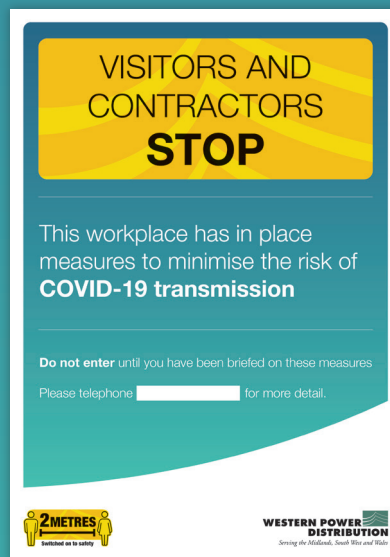 VISITORS AND
CONTRACTORS
STOP
This workplace has in place
measures to minimise the risk of
COVID-19 transmission
Do not enter until you have been briefed on these measures
Please telephone for more detail.
2METRES
Switched on to safety
WESTERN POWER
DISTRIBUTION
Serving the Midlands, South West and Wales